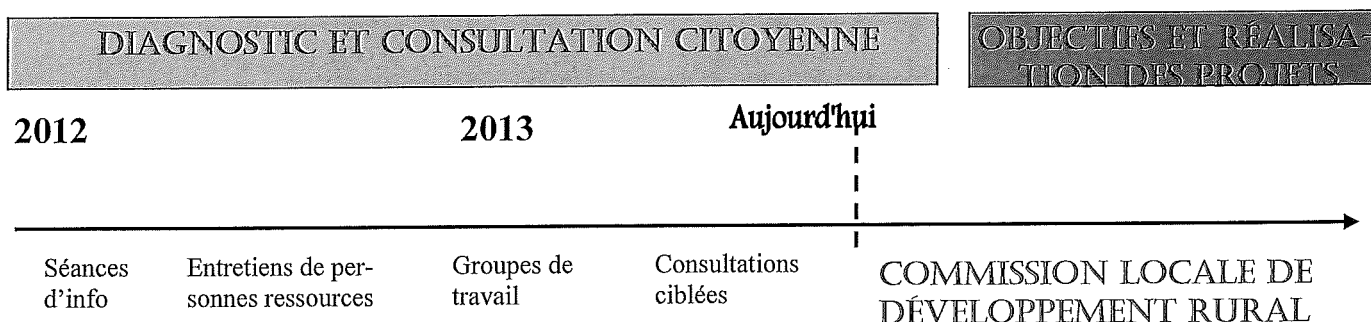 DIAGNOSTIC ET CONSULTATION CITOYENNE
OBJECTIFS ET RÉALISA-
TION DES PROJETS
2012
2013
Aujourd'hui
Séances
d’info
Entretiens de per-
sonnes ressources
Groupes de
travail
Consultations
ciblées
COMMISSION LOCALE DE
DÉVELOPPEMENT RURAL